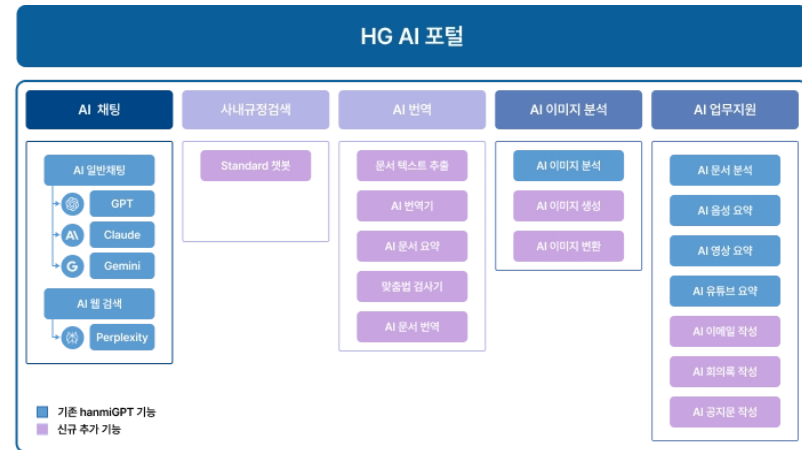 HG AI 포털
AI 채팅
사내규정검색
AI 번역
AI 이미지 분석
AI 업무지원
AI 일반채팅
GPT
Claude
Gemini
AI 웹 검색
Perplexity
Standard 챗봇
문서 텍스트 추출
AI 번역기
AI 문서 요약
맞춤법 검사기
AI 문서 번역
AI 이미지 분석
AI 이미지 생성
AI 이미지 변환
AI 문서 분석
AI 음성 요약
AI 영상 요약
AI 유튜브 요약
AI 이메일 작성
AI 회의록 작성
AI 공지문 작성
기존 hanmiGPT 기능
신규 추가 기능